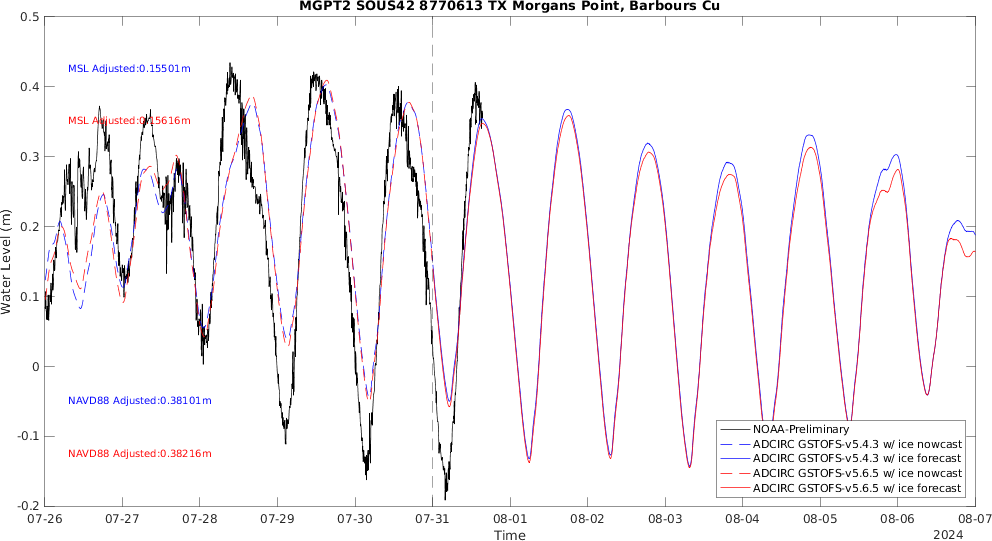 MGPT2 SOUS42 8770613 TX Morgans Point, Barbours Cu
0.5
0.4
0.3
0.2
0.1
0
-0.1
-0.2
Water Level (m)
MSL Adjusted:0.15501m
MSL Adjusted:0.15616m
NAVD88 Adjusted:0.38101m
NAVD88 Adjusted:0.38216m
NOAA-Preliminary
ADCIRC GSTOFS-v5.4.3 w/ ice nowcast
ADCIRC GSTOFS-v5.4.3 w/ ice forecast
ADCIRC GSTOFS-v5.6.5 w/ ice nowcast
ADCIRC GSTOFS-v5.6.5 w/ ice forecast
07-26 07-27 07-28 07-29 07-30 07-31 08-01 08-02 08-03 08-04 08-05 08-06 08-07
Time
2024